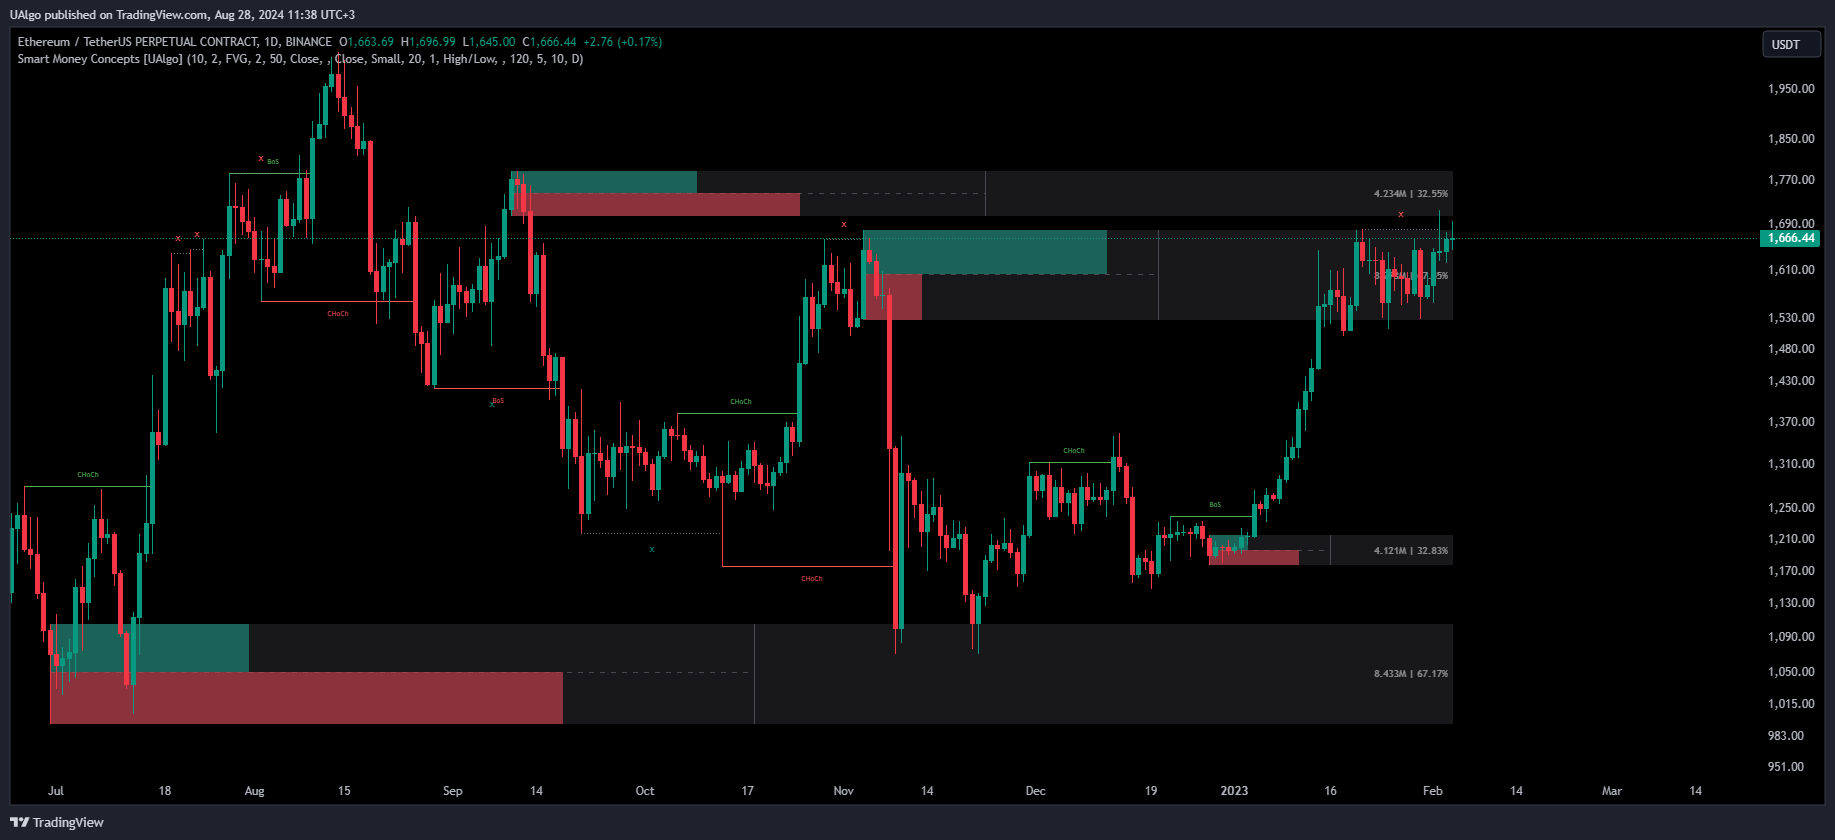 UAlgo published on TradingView.com, Aug 28, 2024 11:38 UTC+3
Ethereum / TetherUS PERPETUAL CONTRACT, 1D, BINANCE O1,663.69 H1,696.99 L1,645.00 C1,666.44 +2.76 (+0.17%)
USDT
Smart Money Concepts [UAlgo] (10, 2, FVG, 2, 50, Close, , Close, Small, 20, 1, High/Low, , 120, 5, 10, D)
1,950.00
1,850.00
x BoS
1,770.00
4.234M | 32.55%
x
x
1,690.00
x x
1,666.44
1,610.00
CHoCh
1,530.00
1,480.00
1,430.00
x BoS
CHoCh
1,370.00
CHoCh
1,310.00
CHoCh
BoS
1,250.00
1,210.00
x
4.121M | 32.83%
CHoCh
1,170.00
1,130.00
1,090.00
8.433M | 67.17%
1,050.00
1,015.00
983.00
951.00
Jul 18 Aug 15 Sep 14 Oct 17 Nov 14 Dec 19 2023 16 Feb 14 Mar 14
TradingView